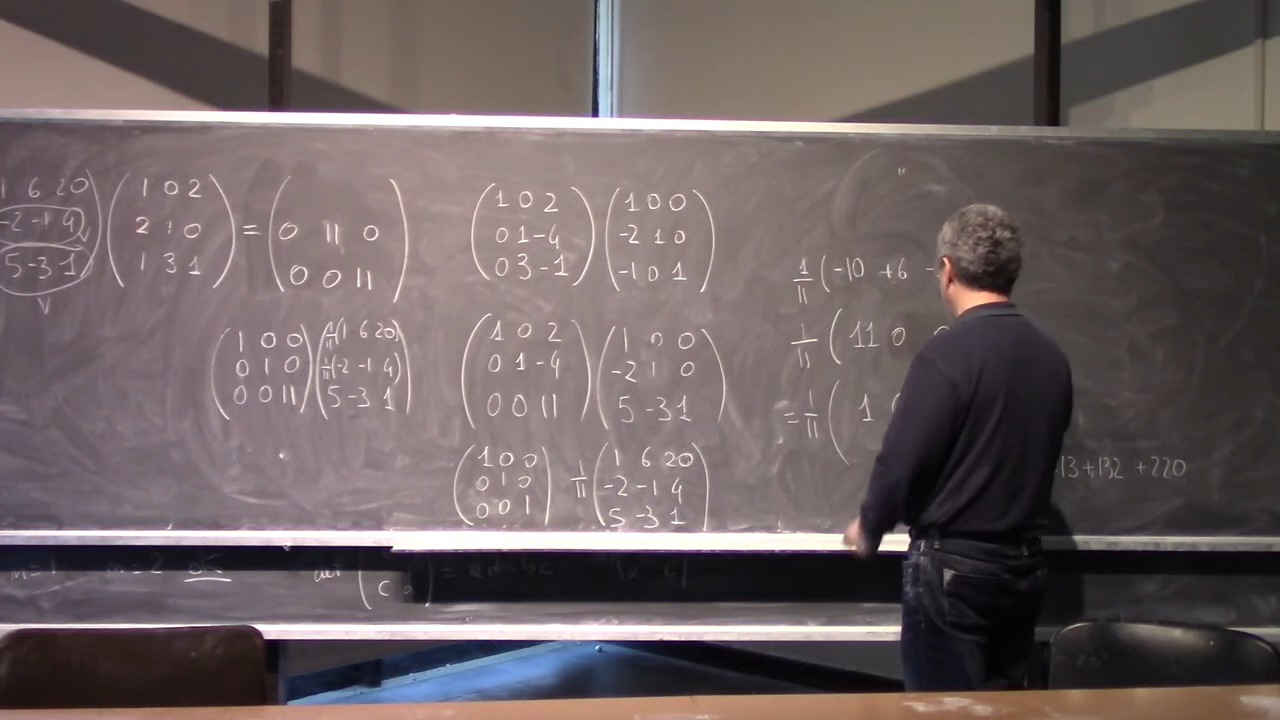 1 6 20 1 0 2
-2 -1 4 2 1 0 = 0 11 0
5 -3 1 1 3 1 0 0 11
1 0 0 1/11(1 6 20)
0 1 0 1/11(-2 -1 4)
0 0 11 5 -3 1
1 0 2 1 0 0
0 1 -4 -2 1 0
0 3 -1 -1 0 1
1 0 2 1 0 0
0 1 -4 -2 1 0
0 0 11 5 -3 1
1 0 0 1 6 20
0 1 0 1/11 -2 -1 4
0 0 1 5 -3 1
1/11 (-10 +6 -
1/11 (11 0
= 1/11 ( 1
13+132 +220
n=1 n=2 ok det